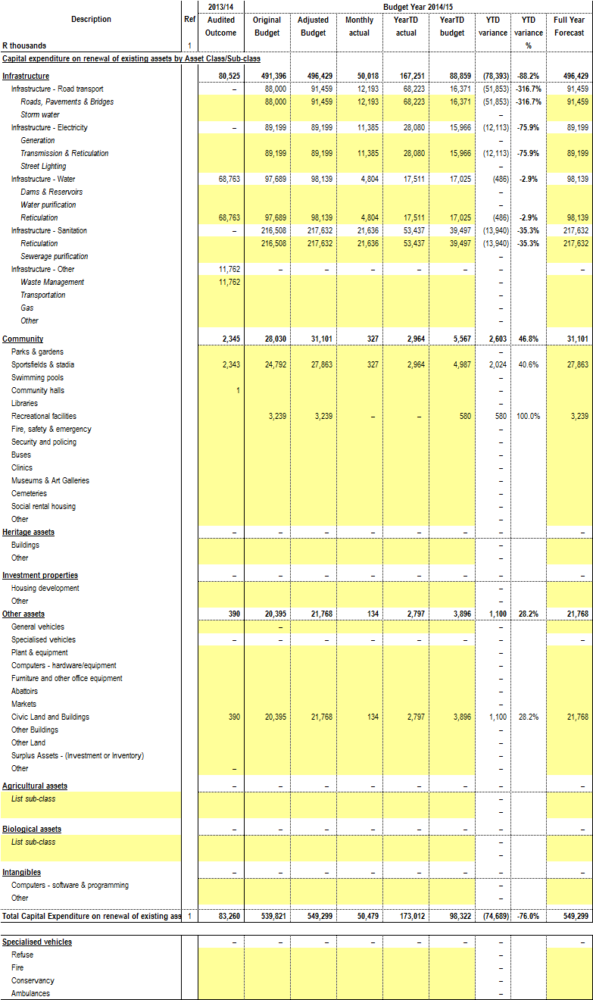 2013/14 Budget Year 2014/15
Description Ref Audited Original Adjusted Monthly YearTD YearTD YTD YTD Full Year
Outcome Budget Budget actual actual budget variance variance Forecast
R thousands 1 %
Capital expenditure on renewal of existing assets by Asset Class/Sub-class
Infrastructure 80,525 491,396 496,429 50,018 167,251 88,859 (78,393) -88.2% 496,429
Infrastructure - Road transport – 88,000 91,459 12,193 68,223 16,371 (51,853) -316.7% 91,459
Roads, Pavements & Bridges 88,000 91,459 12,193 68,223 16,371 (51,853) -316.7% 91,459
Storm water –
Infrastructure - Electricity – 89,199 89,199 11,385 28,080 15,966 (12,113) -75.9% 89,199
Generation –
Transmission & Reticulation 89,199 89,199 11,385 28,080 15,966 (12,113) -75.9% 89,199
Street Lighting –
Infrastructure - Water 68,763 97,689 98,139 4,804 17,511 17,025 (486) -2.9% 98,139
Dams & Reservoirs –
Water purification –
Reticulation 68,763 97,689 98,139 4,804 17,511 17,025 (486) -2.9% 98,139
Infrastructure - Sanitation – 216,508 217,632 21,636 53,437 39,497 (13,940) -35.3% 217,632
Reticulation 216,508 217,632 21,636 53,437 39,497 (13,940) -35.3% 217,632
Sewerage purification –
Infrastructure - Other 11,762 – – – – – – –
Waste Management 11,762 –
Transportation –
Gas –
Other –
Community 2,345 28,030 31,101 327 2,964 5,567 2,603 46.8% 31,101
Parks & gardens –
Sportsfields & stadia 2,343 24,792 27,863 327 2,964 4,987 2,024 40.6% 27,863
Swimming pools –
Community halls 1 –
Libraries –
Recreational facilities 3,239 3,239 – – 580 580 100.0% 3,239
Fire, safety & emergency –
Security and policing –
Buses –
Clinics –
Museums & Art Galleries –
Cemeteries –
Social rental housing –
Other –
Heritage assets – – – – – – – –
Buildings –
Other –
Investment properties – – – – – – – –
Housing development –
Other –
Other assets 390 20,395 21,768 134 2,797 3,896 1,100 28.2% 21,768
General vehicles – –
Specialised vehicles – – – – – – – –
Plant & equipment –
Computers - hardware/equipment –
Furniture and other office equipment –
Abattoirs –
Markets –
Civic Land and Buildings 390 20,395 21,768 134 2,797 3,896 1,100 28.2% 21,768
Other Buildings –
Other Land –
Surplus Assets - (Investment or Inventory) –
Other – –
Agricultural assets – – – – – – – –
List sub-class –
–
Biological assets – – – – – – – –
List sub-class –
–
Intangibles – – – – – – – –
Computers - software & programming –
Other –
Total Capital Expenditure on renewal of existing ass 1 83,260 539,821 549,299 50,479 173,012 98,322 (74,689) -76.0% 549,299
Specialised vehicles – – – – – – – –
Refuse –
Fire –
Conservancy –
Ambulances –